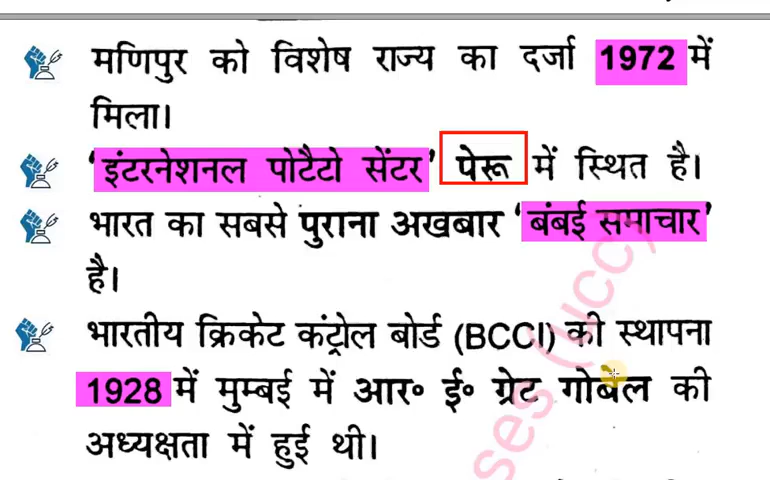 मणिपुर को विशेष राज्य का दर्जा 1972 में
मिला।
'इंटरनेशनल पोटैटो सेंटर' पेरू में स्थित है।
भारत का सबसे पुराना अखबार 'बंबई समाचार'
है।
भारतीय क्रिकेट कंट्रोल बोर्ड (BCCI) की स्थापना
1928 में मुम्बई में आर॰ ई॰ ग्रेट गोबल की
अध्यक्षता में हुई थी।